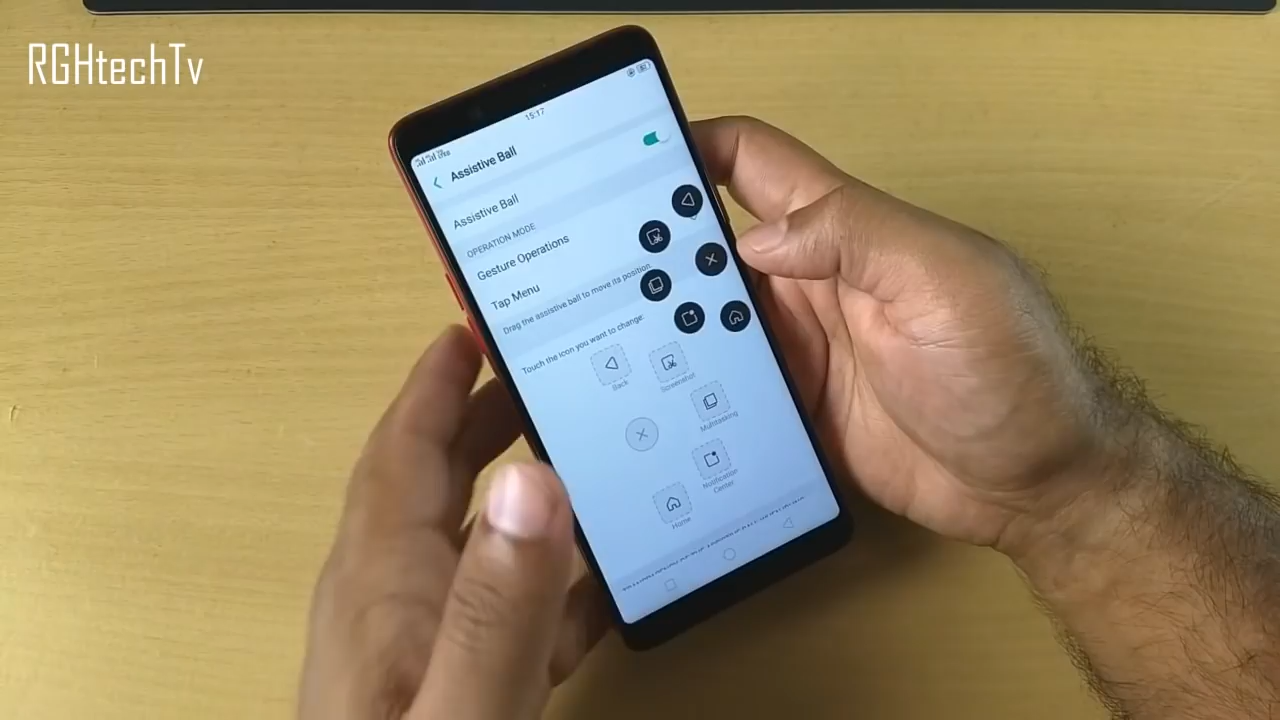 RGHtechTv
15:17
Assistive Ball
Assistive Ball
OPERATION MODE
Gesture Operations
Tap Menu
Drag the assistive ball to move its position.
Touch the icon you want to change:
Back
Screenshot
Multitasking
Notification
Center
Home